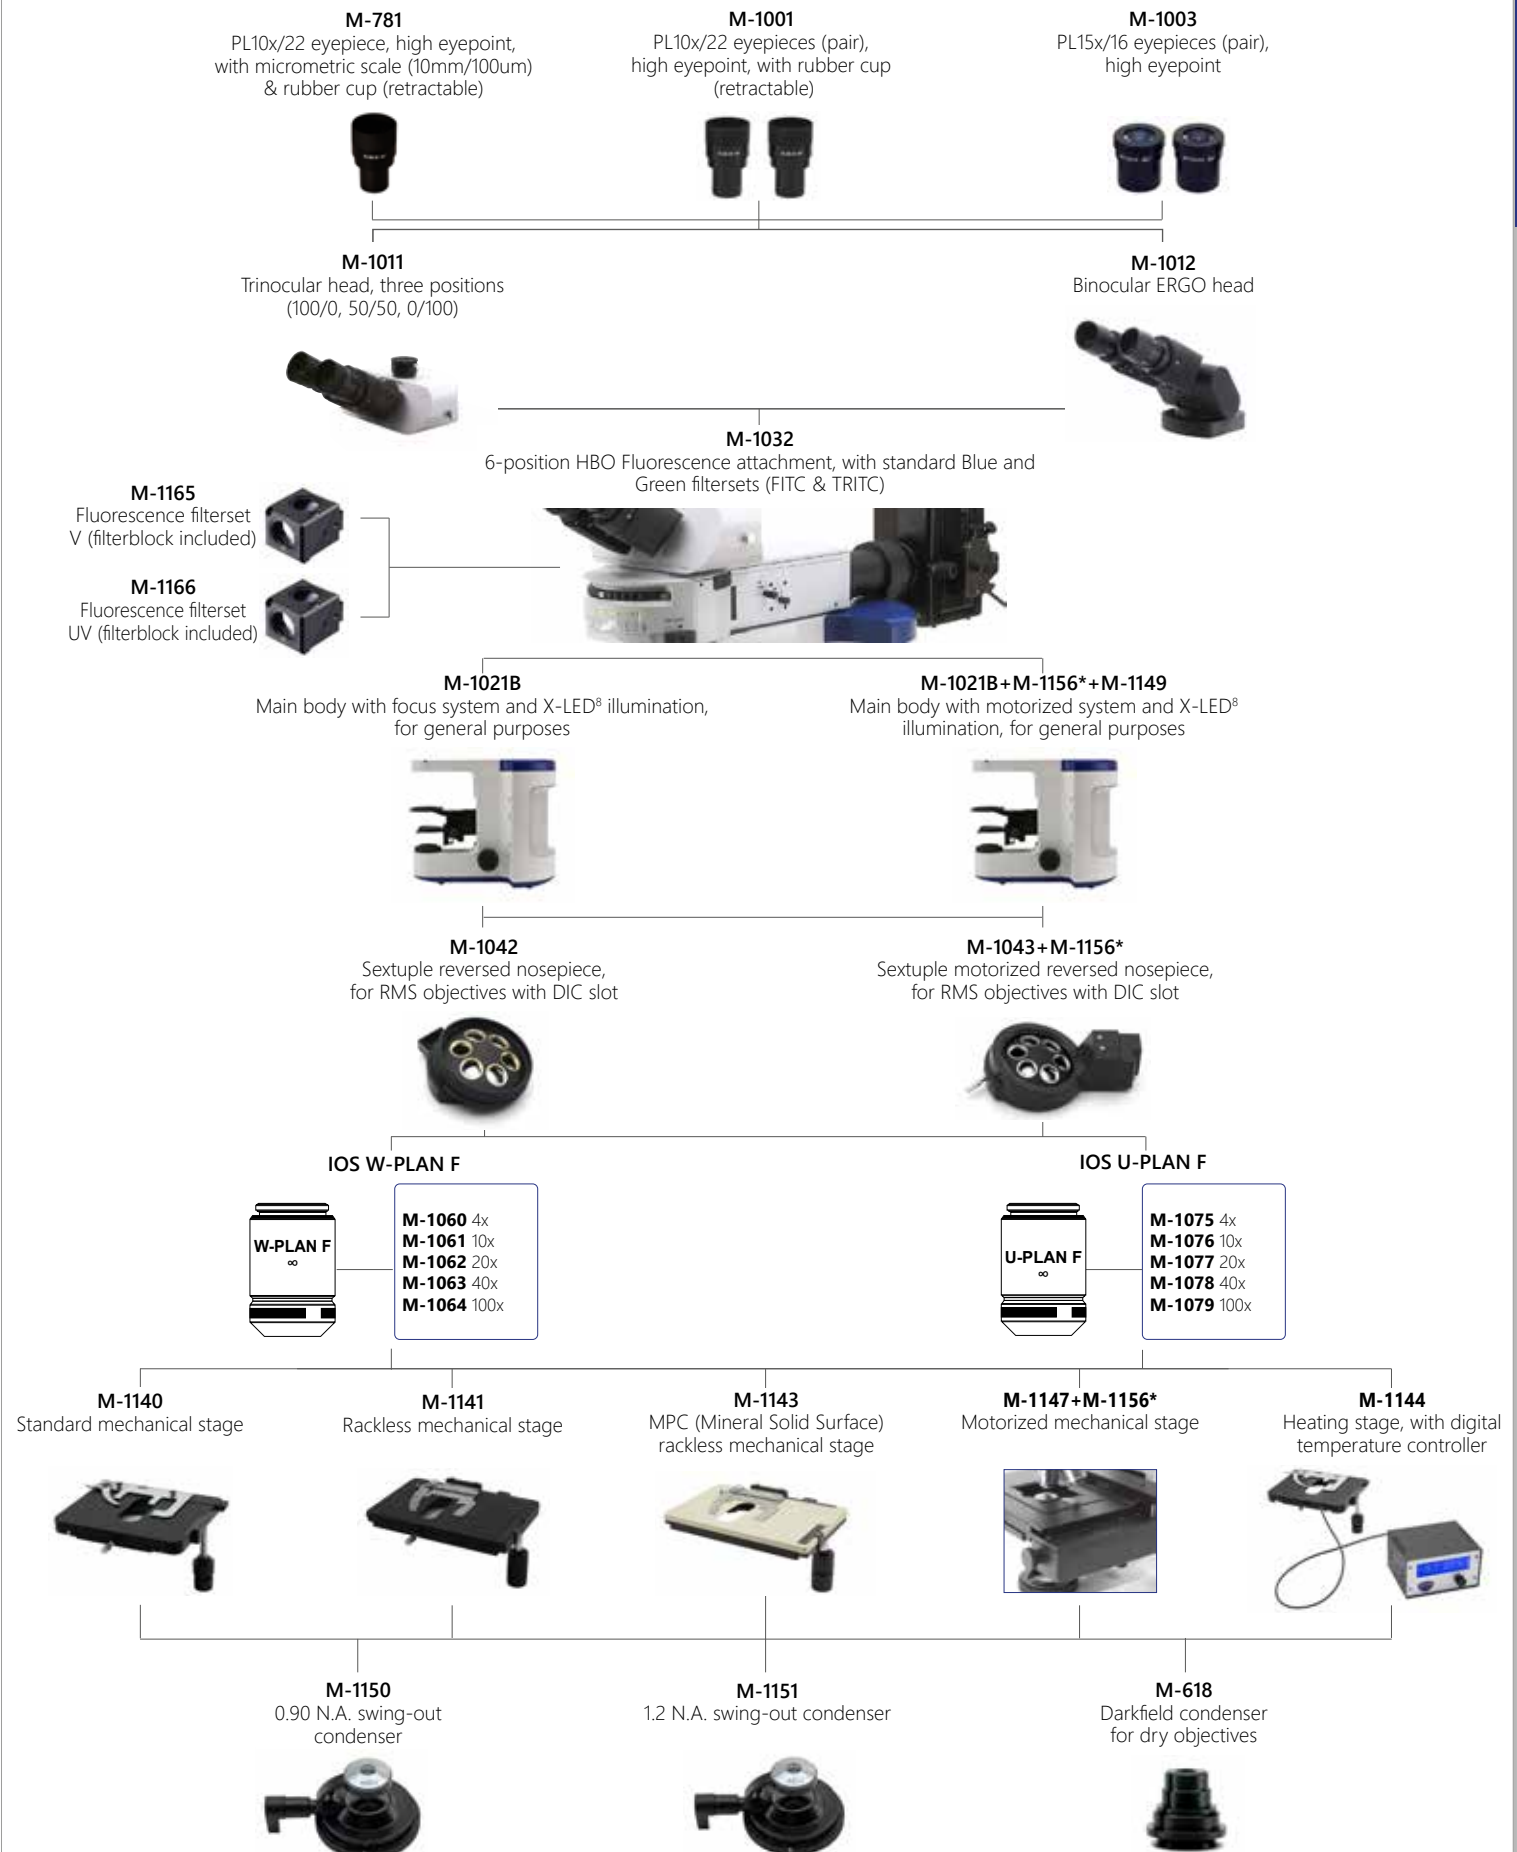 M-781
PL10x/22 eyepiece, high eyepoint,
with micrometric scale (10mm/100um)
& rubber cup (retractable)
M-1001
PL10x/22 eyepieces (pair),
high eyepoint, with rubber cup
(retractable)
M-1003
PL15x/16 eyepieces (pair),
high eyepoint
M-1011
Trinocular head, three positions
(100/0, 50/50, 0/100)
M-1012
Binocular ERGO head
M-1032
6-position HBO Fluorescence attachment, with standard Blue and
Green filtersets (FITC & TRITC)
M-1165
Fluorescence filterset
V (filterblock included)
M-1166
Fluorescence filterset
UV (filterblock included)
M-1021B
Main body with focus system and X-LED⁸ illumination,
for general purposes
M-1021B+M-1156*+M-1149
Main body with motorized system and X-LED⁸
illumination, for general purposes
M-1042
Sextuple reversed nosepiece,
for RMS objectives with DIC slot
M-1043+M-1156*
Sextuple motorized reversed nosepiece,
for RMS objectives with DIC slot
IOS W-PLAN F
W-PLAN F
∞
M-1060 4x
M-1061 10x
M-1062 20x
M-1063 40x
M-1064 100x
IOS U-PLAN F
U-PLAN F
∞
M-1075 4x
M-1076 10x
M-1077 20x
M-1078 40x
M-1079 100x
M-1140
Standard mechanical stage
M-1141
Rackless mechanical stage
M-1143
MPC (Mineral Solid Surface)
rackless mechanical stage
M-1147+M-1156*
Motorized mechanical stage
M-1144
Heating stage, with digital
temperature controller
M-1150
0.90 N.A. swing-out
condenser
M-1151
1.2 N.A. swing-out condenser
M-618
Darkfield condenser
for dry objectives